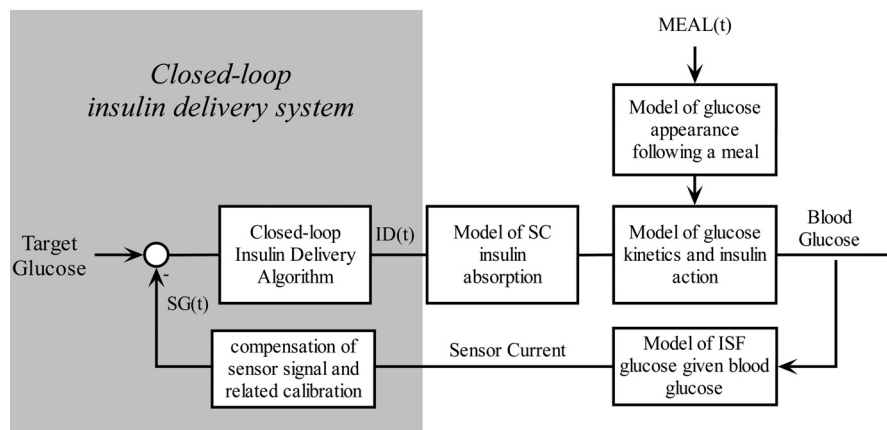 MEAL(t)
Closed-loop
insulin delivery system
Model of glucose
appearance
following a meal
Target
Glucose
Closed-loop
Insulin Delivery
Algorithm
ID(t)
Model of SC
insulin
absorption
Model of glucose
kinetics and insulin
action
Blood
Glucose
-
SG(t)
compensation of
sensor signal and
related calibration
Sensor Current
Model of ISF
glucose given blood
glucose